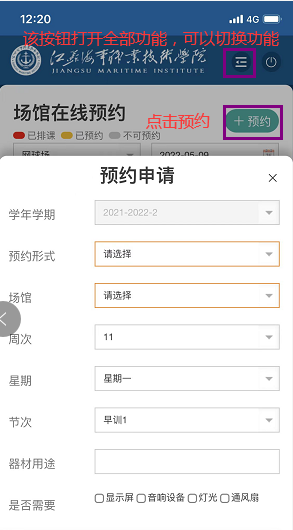 12:20
4G
该按钮打开全部功能，可以切换功能
江苏海事职业技术学院
JIANGSU MARITIME INSTITUTE
场馆在线预约
点击预约
＋预约
已排课 已预约 不可预约
网球场 2022-05-09
预约申请
学年学期 2021-2022-2
预约形式 请选择
场馆 请选择
周次 11
星期 星期一
节次 早训1
器材用途
是否需要 显示屏 音响设备 灯光 通风扇